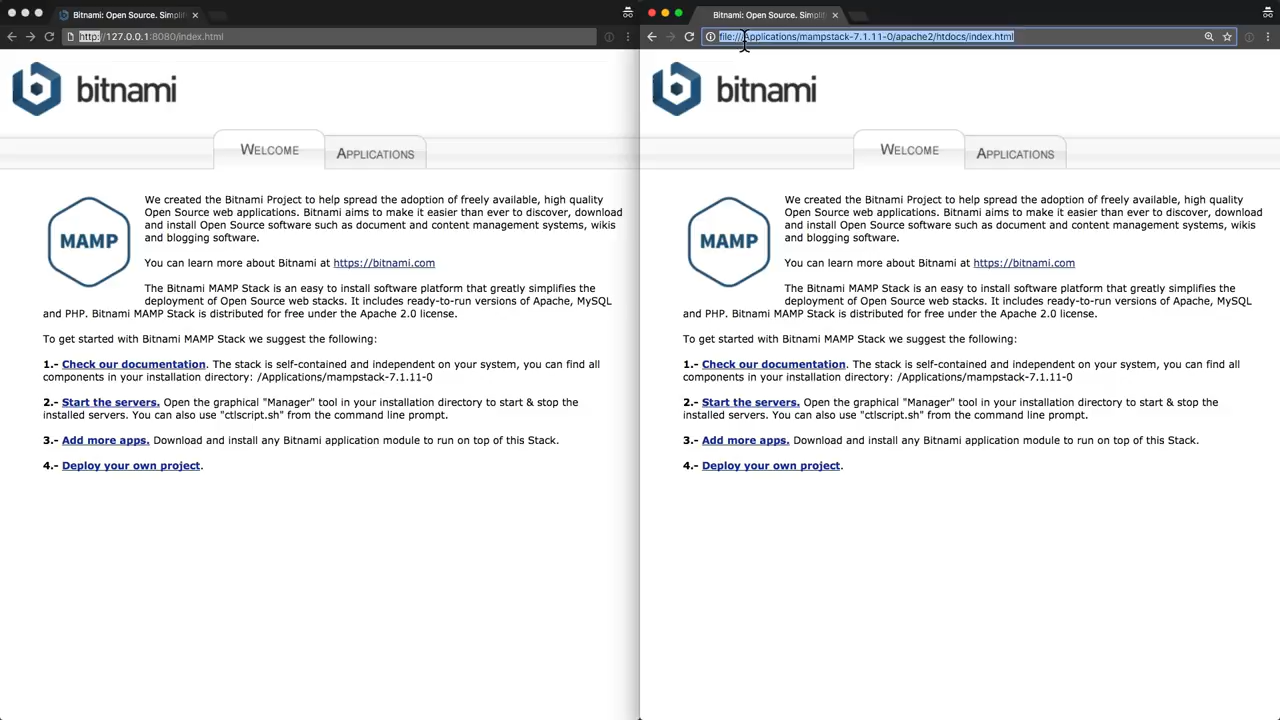 Bitnami: Open Source. Simplifi
http://127.0.0.1:8080/index.html
bitnami
WELCOME
APPLICATIONS
MAMP
We created the Bitnami Project to help spread the adoption of freely available, high quality
Open Source web applications. Bitnami aims to make it easier than ever to discover, download
and install Open Source software such as document and content management systems, wikis
and blogging software.
You can learn more about Bitnami at https://bitnami.com
The Bitnami MAMP Stack is an easy to install software platform that greatly simplifies the
deployment of Open Source web stacks. It includes ready-to-run versions of Apache, MySQL
and PHP. Bitnami MAMP Stack is distributed for free under the Apache 2.0 license.
To get started with Bitnami MAMP Stack we suggest the following:
1.- Check our documentation. The stack is self-contained and independent on your system, you can find all
components in your installation directory: /Applications/mampstack-7.1.11-0
2.- Start the servers. Open the graphical "Manager" tool in your installation directory to start & stop the
installed servers. You can also use "ctlscript.sh" from the command line prompt.
3.- Add more apps. Download and install any Bitnami application module to run on top of this Stack.
4.- Deploy your own project.
Bitnami: Open Source. Simplifi
file:///Applications/mampstack-7.1.11-0/apache2/htdocs/index.html
bitnami
WELCOME
APPLICATIONS
MAMP
We created the Bitnami Project to help spread the adoption of freely available, high quality
Open Source web applications. Bitnami aims to make it easier than ever to discover, download
and install Open Source software such as document and content management systems, wikis
and blogging software.
You can learn more about Bitnami at https://bitnami.com
The Bitnami MAMP Stack is an easy to install software platform that greatly simplifies the
deployment of Open Source web stacks. It includes ready-to-run versions of Apache, MySQL
and PHP. Bitnami MAMP Stack is distributed for free under the Apache 2.0 license.
To get started with Bitnami MAMP Stack we suggest the following:
1.- Check our documentation. The stack is self-contained and independent on your system, you can find all
components in your installation directory: /Applications/mampstack-7.1.11-0
2.- Start the servers. Open the graphical "Manager" tool in your installation directory to start & stop the
installed servers. You can also use "ctlscript.sh" from the command line prompt.
3.- Add more apps. Download and install any Bitnami application module to run on top of this Stack.
4.- Deploy your own project.